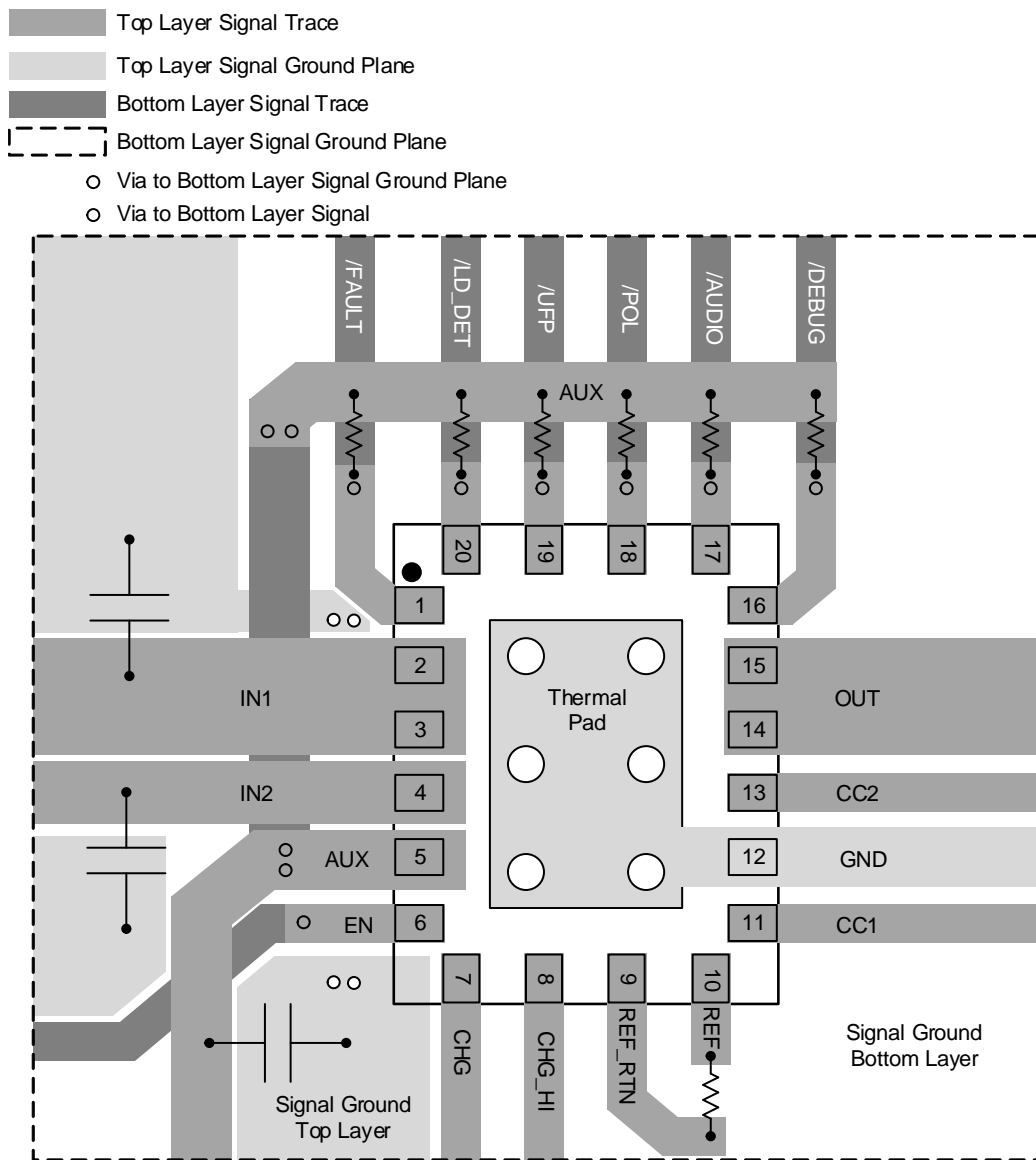 Top Layer Signal Trace
Top Layer Signal Ground Plane
Bottom Layer Signal Trace
Bottom Layer Signal Ground Plane
Via to Bottom Layer Signal Ground Plane
Via to Bottom Layer Signal
/FAULT
/LD_DET
/UFP
/POL
/AUDIO
/DEBUG
AUX
20
19
18
17
1
16
2
15
Thermal
Pad
IN1
OUT
3
14
IN2
4
13
CC2
AUX
5
12
GND
EN
6
11
CC1
7
8
9
10
CHG
CHG_HI
REF_RTN
REF
Signal Ground
Bottom Layer
Signal Ground
Top Layer